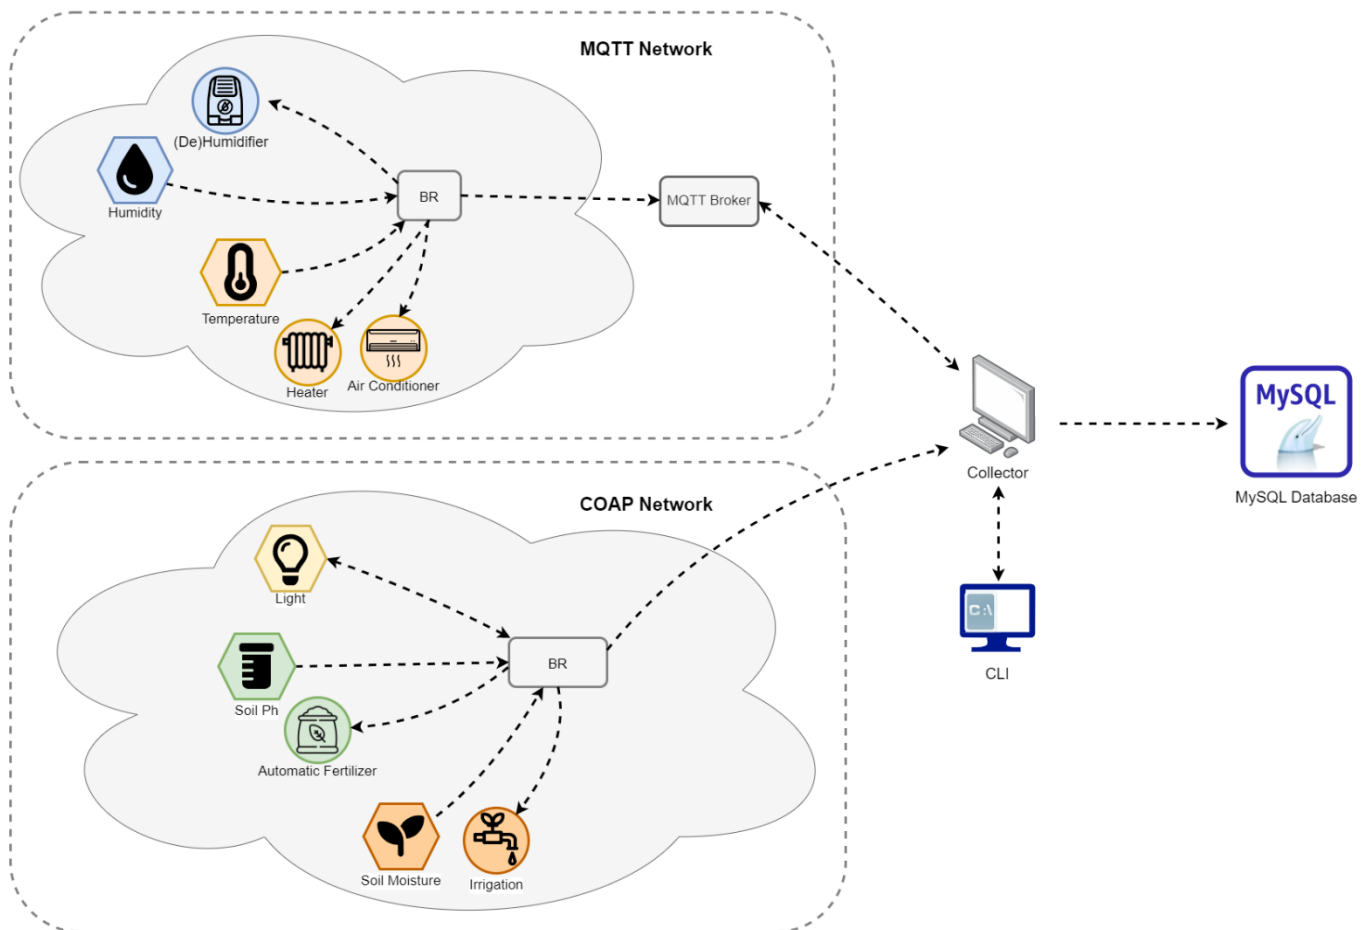 MQTT Network
(De)Humidifier
Humidity
BR
MQTT Broker
Temperature
Heater
Air Conditioner
MySQL
Collector
MySQL Database
COAP Network
Light
C:\
CLI
BR
Soil Ph
Automatic Fertilizer
Soil Moisture
Irrigation